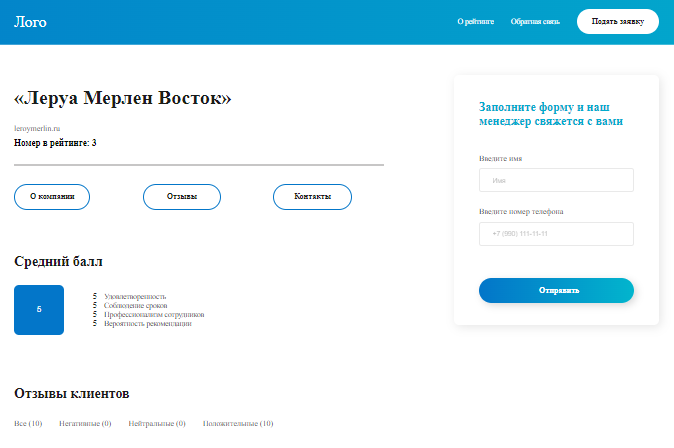 Лого
О рейтинге
Обратная связь
Подать заявку
«Леруа Мерлен Восток»
leroymerlin.ru
Номер в рейтинге: 3
О компании
Отзывы
Контакты
Средний балл
5
5 Удовлетворенность
5 Соблюдение сроков
5 Профессионализм сотрудников
5 Вероятность рекомендации
Отзывы клиентов
Все (10)
Негативные (0)
Нейтральные (0)
Положительные (10)
Заполните форму и наш
менеджер свяжется с вами
Введите имя
Имя
Введите номер телефона
+7 (990) 111-11-11
Отправить